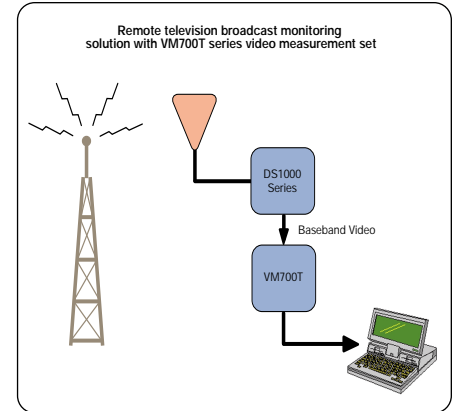 Remote television broadcast monitoring
solution with VM700T series video measurement set
DS1000
Series
Baseband Video
VM700T